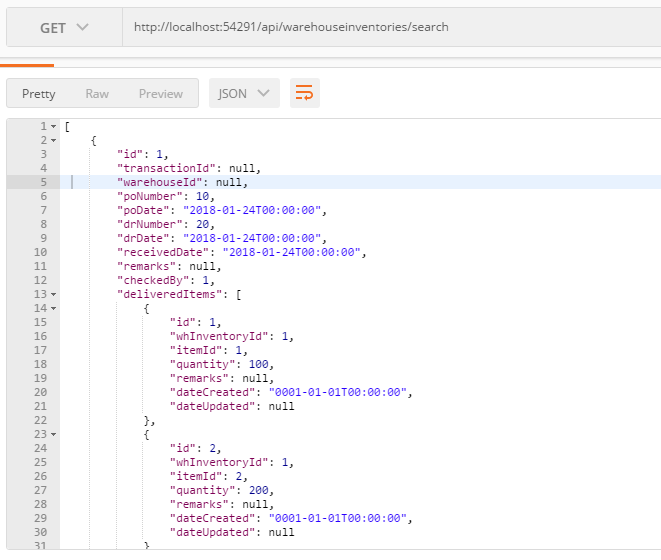 GET http://localhost:54291/api/warehouseinventories/search
Pretty Raw Preview JSON
1 [
2 {
3 "id": 1,
4 "transactionId": null,
5 "warehouseId": null,
6 "poNumber": 10,
7 "poDate": "2018-01-24T00:00:00",
8 "drNumber": 20,
9 "drDate": "2018-01-24T00:00:00",
10 "receivedDate": "2018-01-24T00:00:00",
11 "remarks": null,
12 "checkedBy": 1,
13 "deliveredItems": [
14 {
15 "id": 1,
16 "whInventoryId": 1,
17 "itemId": 1,
18 "quantity": 100,
19 "remarks": null,
20 "dateCreated": "0001-01-01T00:00:00",
21 "dateUpdated": null
22 },
23 {
24 "id": 2,
25 "whInventoryId": 1,
26 "itemId": 2,
27 "quantity": 200,
28 "remarks": null,
29 "dateCreated": "0001-01-01T00:00:00",
30 "dateUpdated": null
31 }